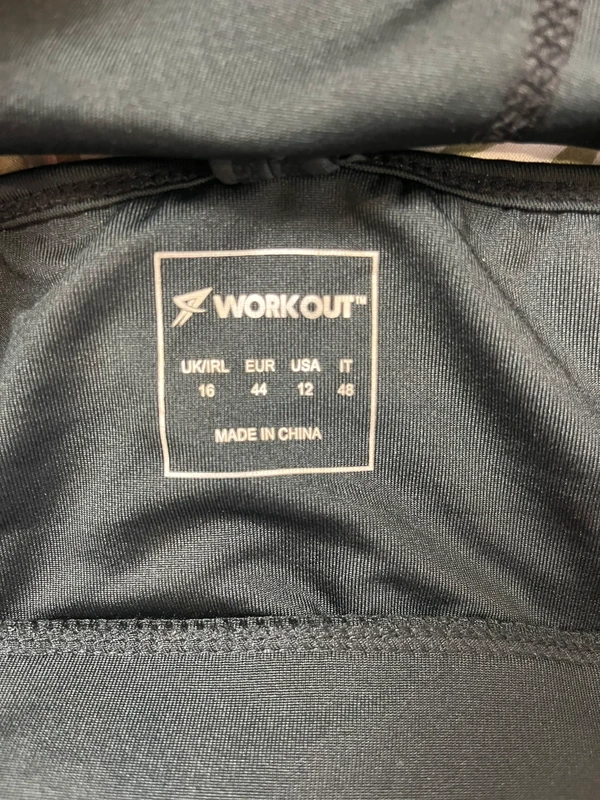 WORKOUT™
UK/IRL EUR USA IT
16 44 12 48
MADE IN CHINA